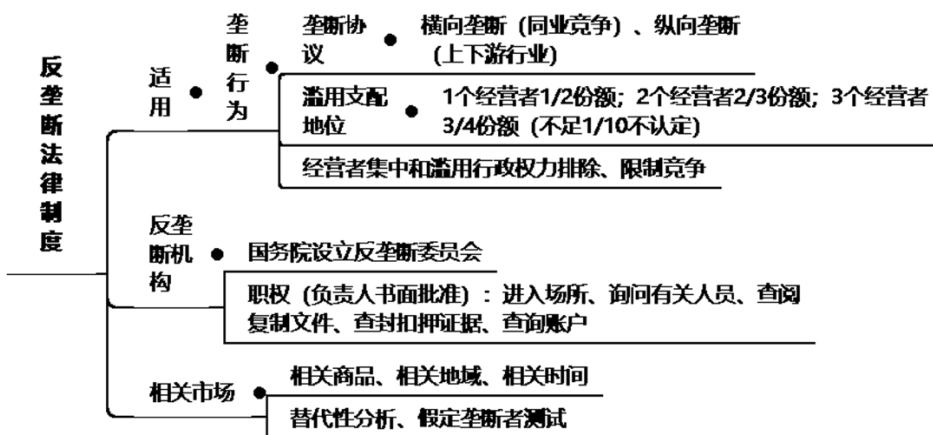 反垄断法律制度
适用
垄断行为
垄断协议
横向垄断（同业竞争）、纵向垄断
（上下游行业）
滥用支配地位
1个经营者1/2份额；2个经营者2/3份额；3个经营者
3/4份额（不足1/10不认定）
经营者集中和滥用行政权力排除、限制竞争
反垄断机构
国务院设立反垄断委员会
职权（负责人书面批准）：进入场所、询问有关人员、查阅
复制文件、查封扣押证据、查询账户
相关市场
相关商品、相关地域、相关时间
替代性分析、假定垄断者测试